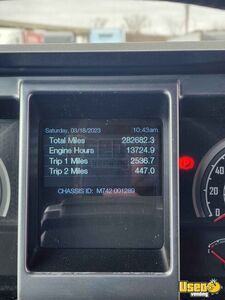 Saturday, 03/18/2023 10:43am
Total Miles 282682.3
Engine Hours 13724.9
Trip 1 Miles 2536.7
Trip 2 Miles 447.0
CHASSIS ID: M742 001289
P
40
20
0
UsedVending